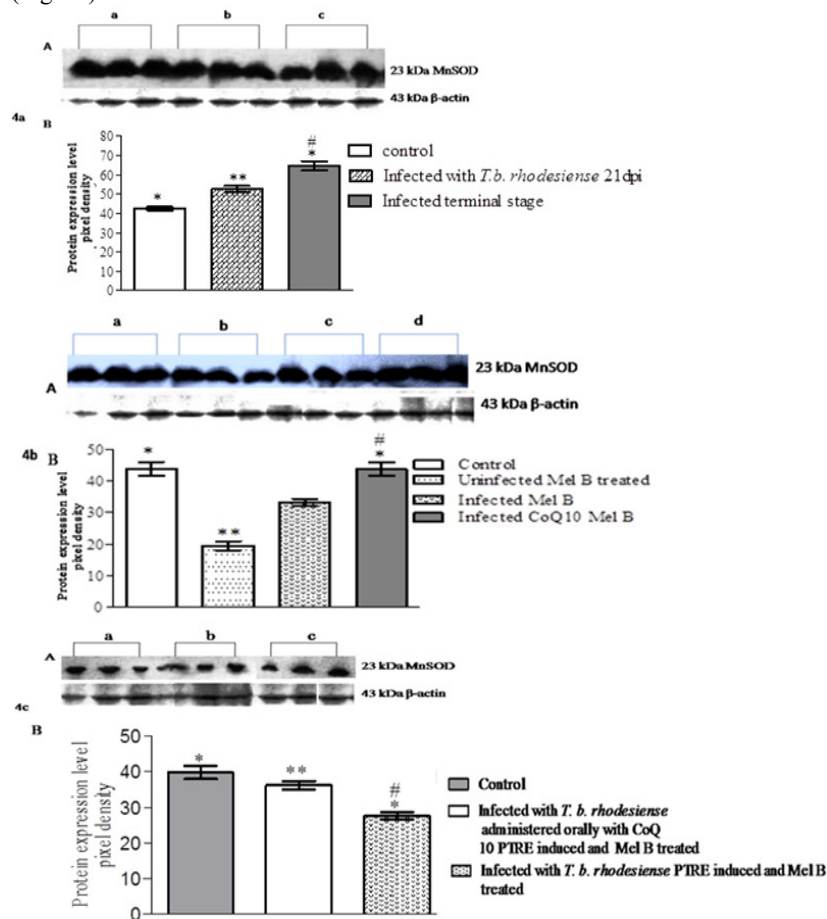 a b c
A
23 kDa MnSOD
43 kDa β-actin
4a
B
Protein expression level
pixel density
80
70
60
50
40
30
20
10
0
*
**
#
*
control
Infected with T.b. rhodesiense 21dpi
Infected terminal stage
a b c d
23 kDa MnSOD
A
43 kDa β-actin
4b B
Protein expression level
pixel density
50
40
30
20
10
0
*
**
#
*
Control
Uninfected Mel B treated
Infected Mel B
Infected CoQ10 Mel B
a b c
A
23 kDa MnSOD
43 kDa β-actin
4c
B
Protein expression level
pixel density
50
40
30
20
10
0
*
**
#
*
Control
Infected with T. b. rhodesiense
administered orally with CoQ
10 PTRE induced and Mel B treated
Infected with T. b. rhodesiense PTRE induced and Mel B
treated